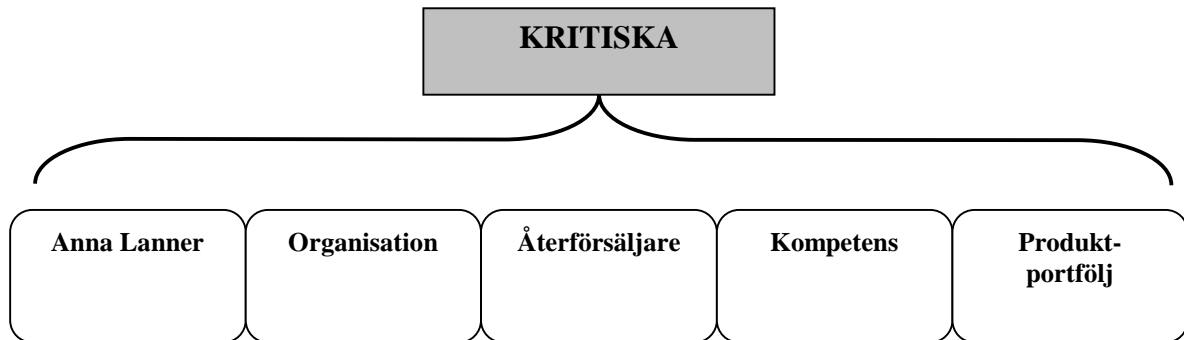 KRITISKA
Anna Lanner
Organisation
Återförsäljare
Kompetens
Produkt-
portfölj